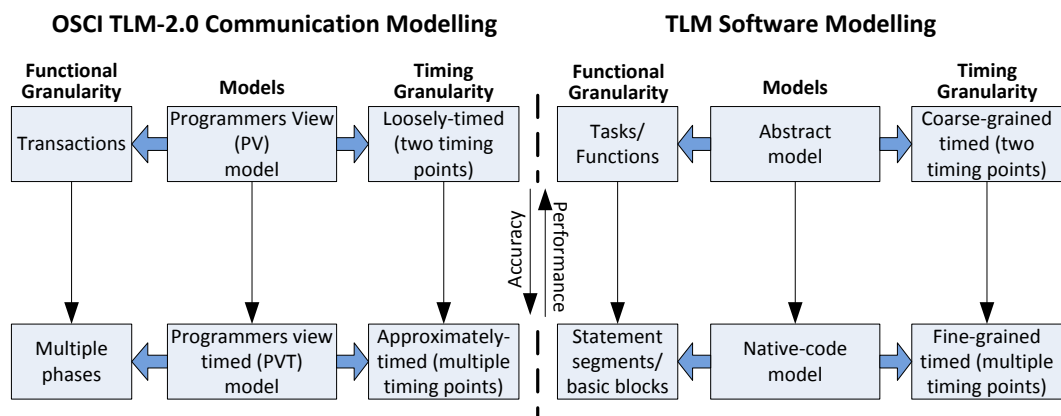 OSCI TLM-2.0 Communication Modelling
TLM Software Modelling
Functional
Granularity
Models
Timing
Granularity
Functional
Granularity
Models
Timing
Granularity
Transactions
Programmers View
(PV)
model
Loosely-timed
(two timing
points)
Tasks/
Functions
Abstract
model
Coarse-grained
timed (two
timing points)
Accuracy
Performance
Multiple
phases
Programmers view
timed (PVT)
model
Approximately-
timed (multiple
timing points)
Statement
segments/
basic blocks
Native-code
model
Fine-grained
timed (multiple
timing points)